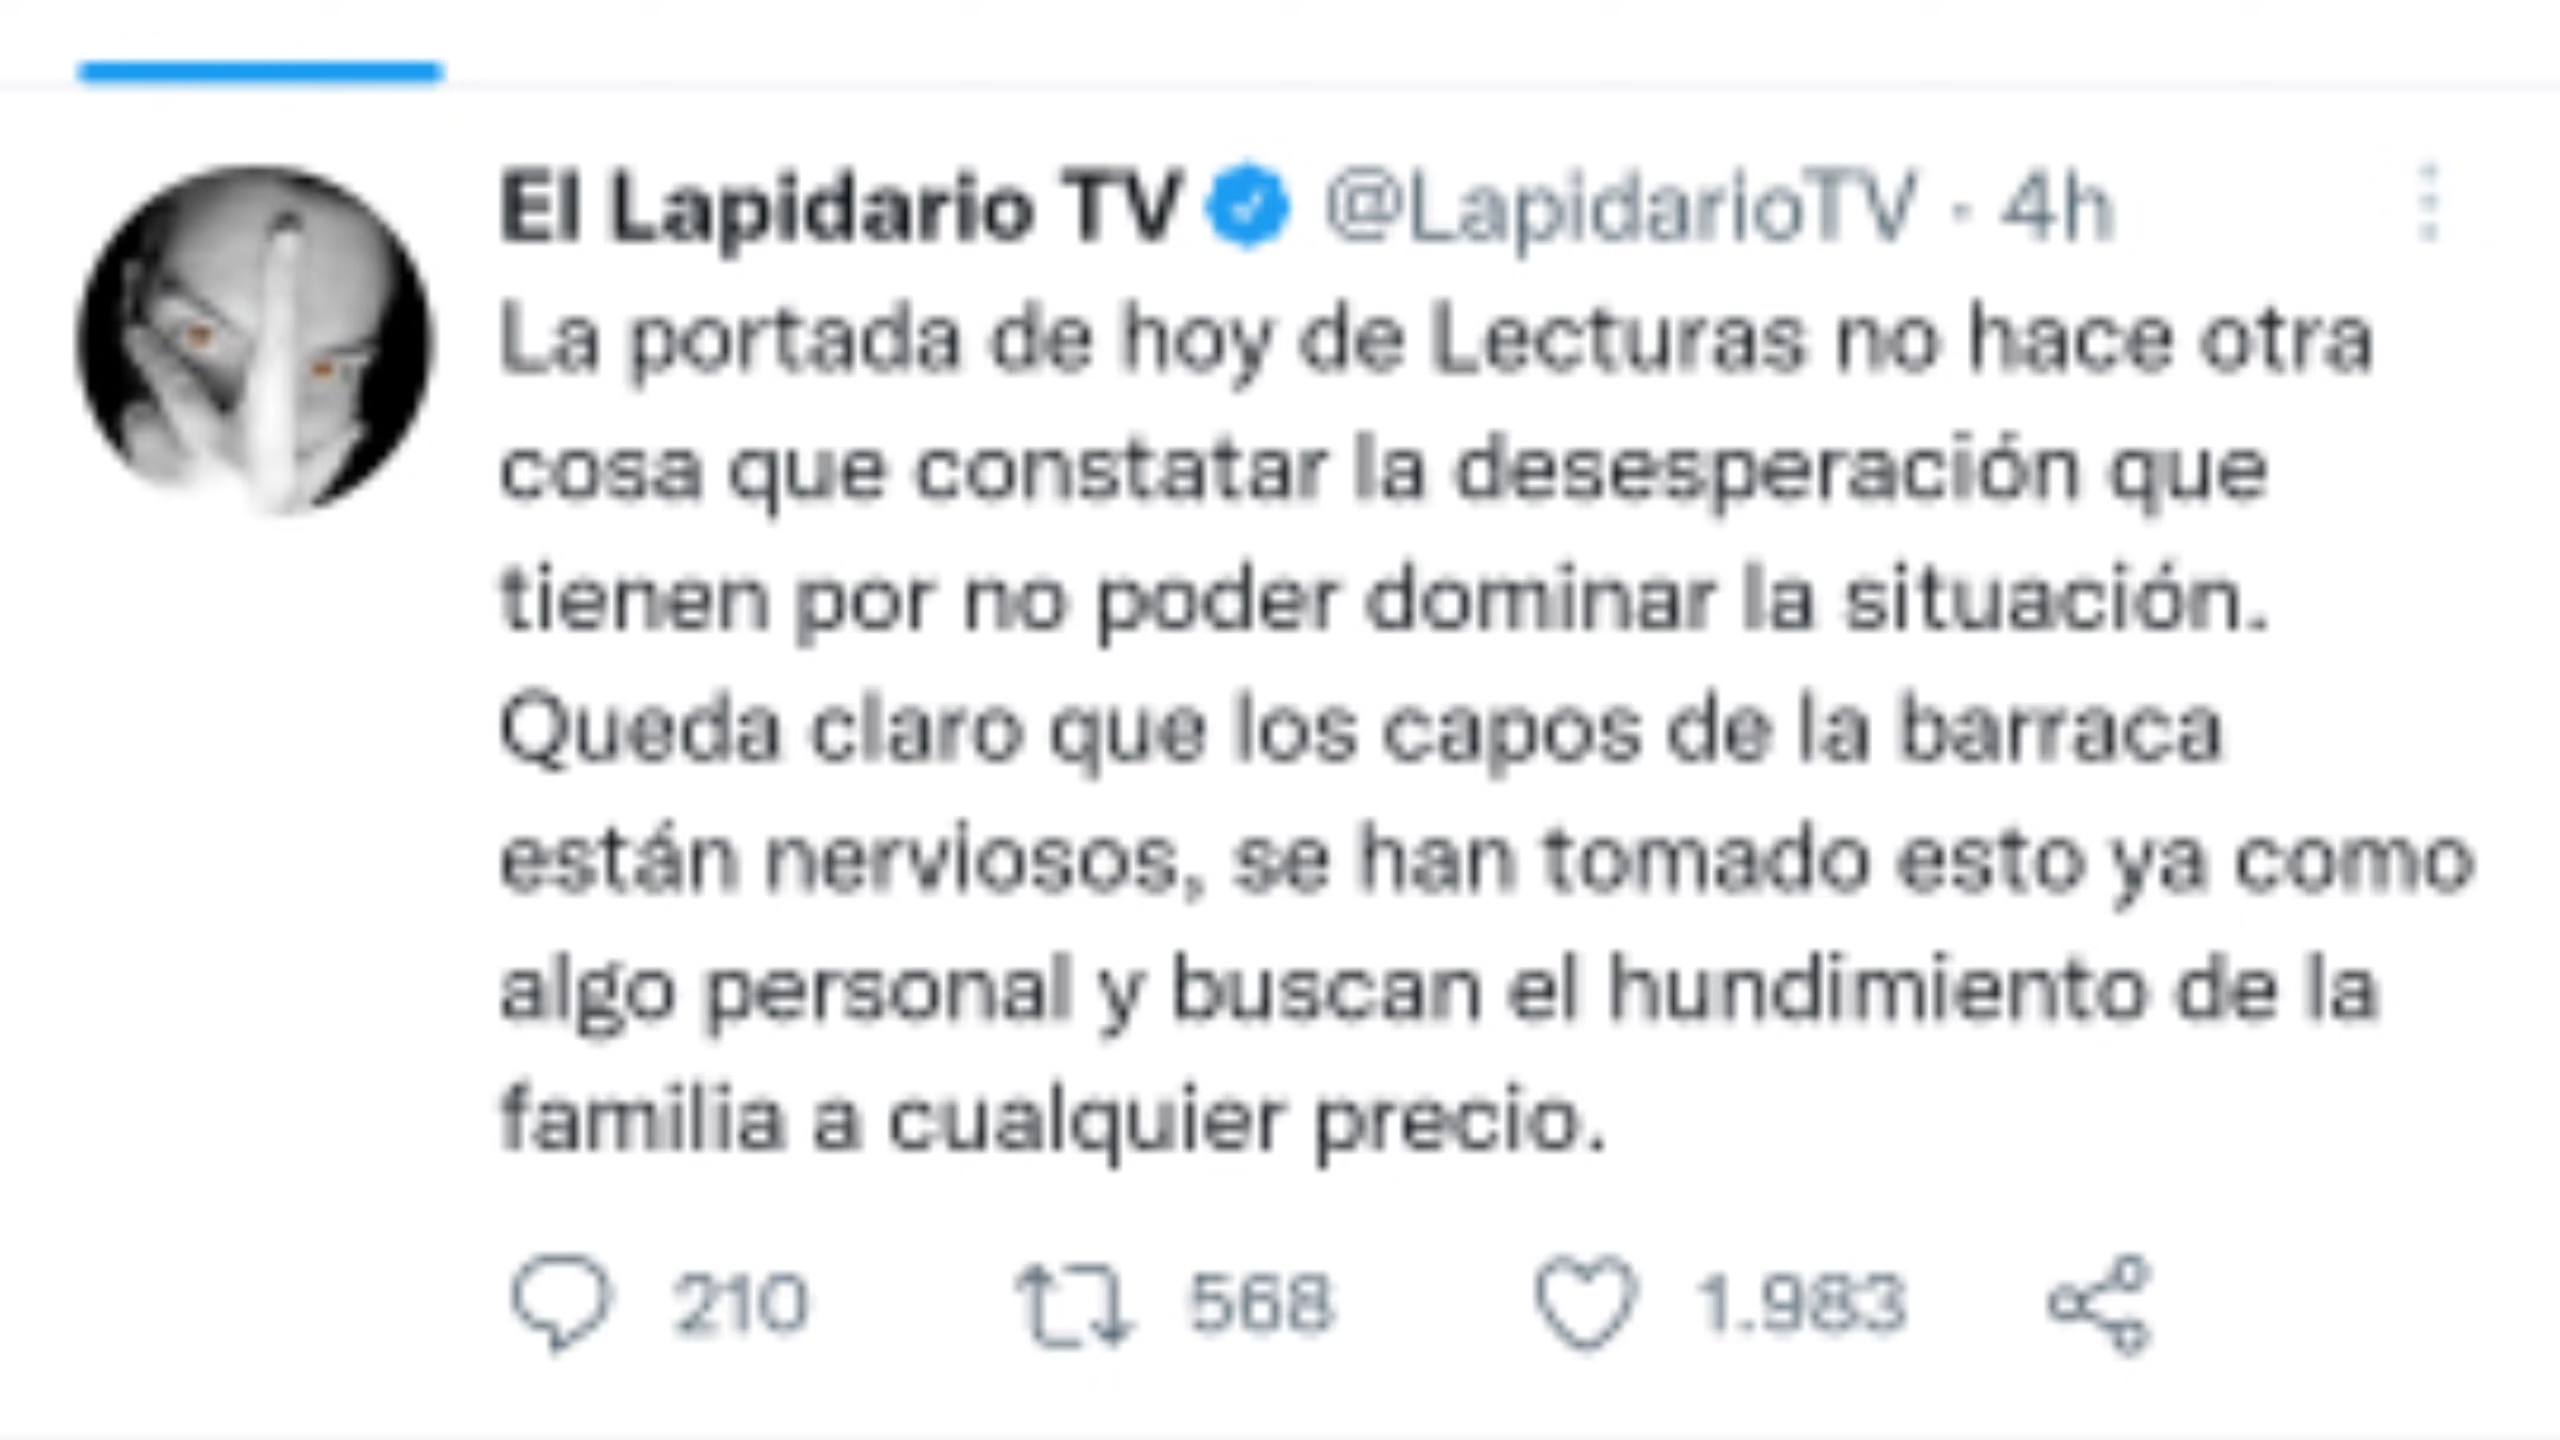 El Lapidario TV @LapidarioTV · 4h
La portada de hoy de Lecturas no hace otra
cosa que constatar la desesperación que
tienen por no poder dominar la situación.
Queda claro que los capos de la barraca
están nerviosos, se han tomado esto ya como
algo personal y buscan el hundimiento de la
familia a cualquier precio.
210 568 1.983